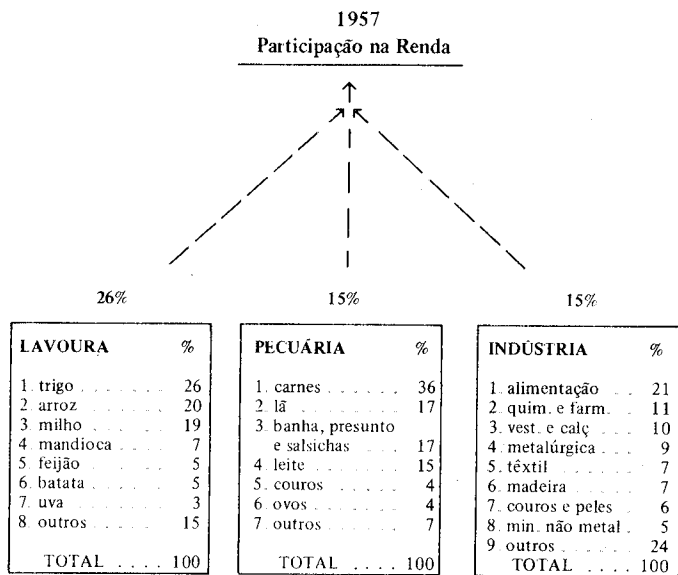 1957
Participação na Renda
26%
15%
15%
LAVOURA %
1. trigo . . . . . . . 26
2. arroz . . . . . . . 20
3. milho . . . . . . . 19
4. mandioca . . . . 7
5. feijão . . . . . . . 5
6. batata . . . . . . 5
7. uva . . . . . . . . 3
8. outros . . . . . . 15
TOTAL . . . . 100
PECUÁRIA %
1. carnes . . . . . . 36
2. lã . . . . . . . . . 17
3. banha, presunto
e salsichas . . . 17
4. leite . . . . . . . 15
5. couros . . . . . 4
6. ovos . . . . . . . 4
7. outros . . . . . . 7
TOTAL . . . . 100
INDÚSTRIA %
1. alimentação . . 21
2. quim. e farm. . 11
3. vest. e calç . . 10
4. metalúrgica . . 9
5. têxtil . . . . . . 7
6. madeira . . . . 7
7. couros e peles . 6
8. min. não metal . 5
9. outros . . . . . . 24
TOTAL . . . . 100